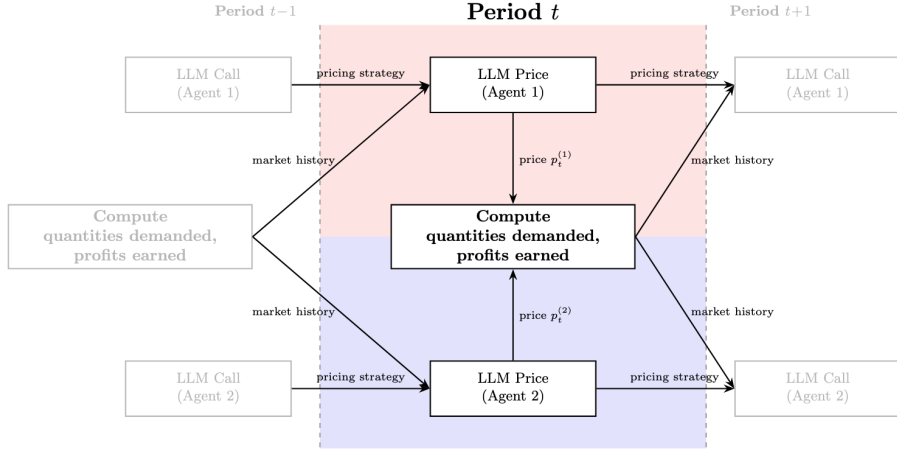 Period t−1
Period t
Period t+1
LLM Call
(Agent 1)
pricing strategy
LLM Price
(Agent 1)
pricing strategy
LLM Call
(Agent 1)
market history
price p_t^(1)
market history
Compute
quantities demanded,
profits earned
Compute
quantities demanded,
profits earned
market history
price p_t^(2)
market history
LLM Call
(Agent 2)
pricing strategy
LLM Price
(Agent 2)
pricing strategy
LLM Call
(Agent 2)